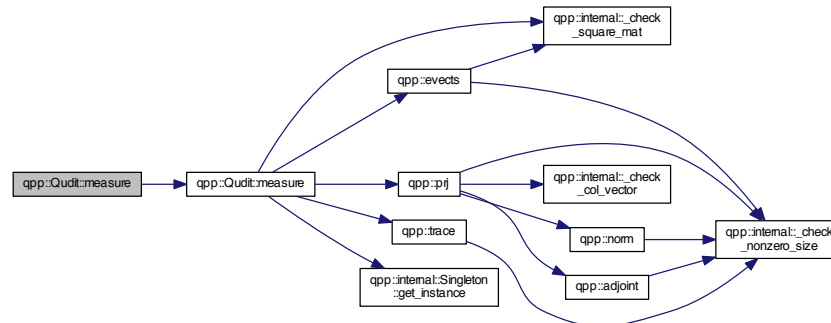 qpp::internal::_check
_square_mat
qpp::evects
qpp::Qudit::measure
qpp::Qudit::measure
qpp::prj
qpp::internal::_check
_col_vector
qpp::trace
qpp::norm
qpp::internal::_check
_nonzero_size
qpp::internal::Singleton
::get_instance
qpp::adjoint